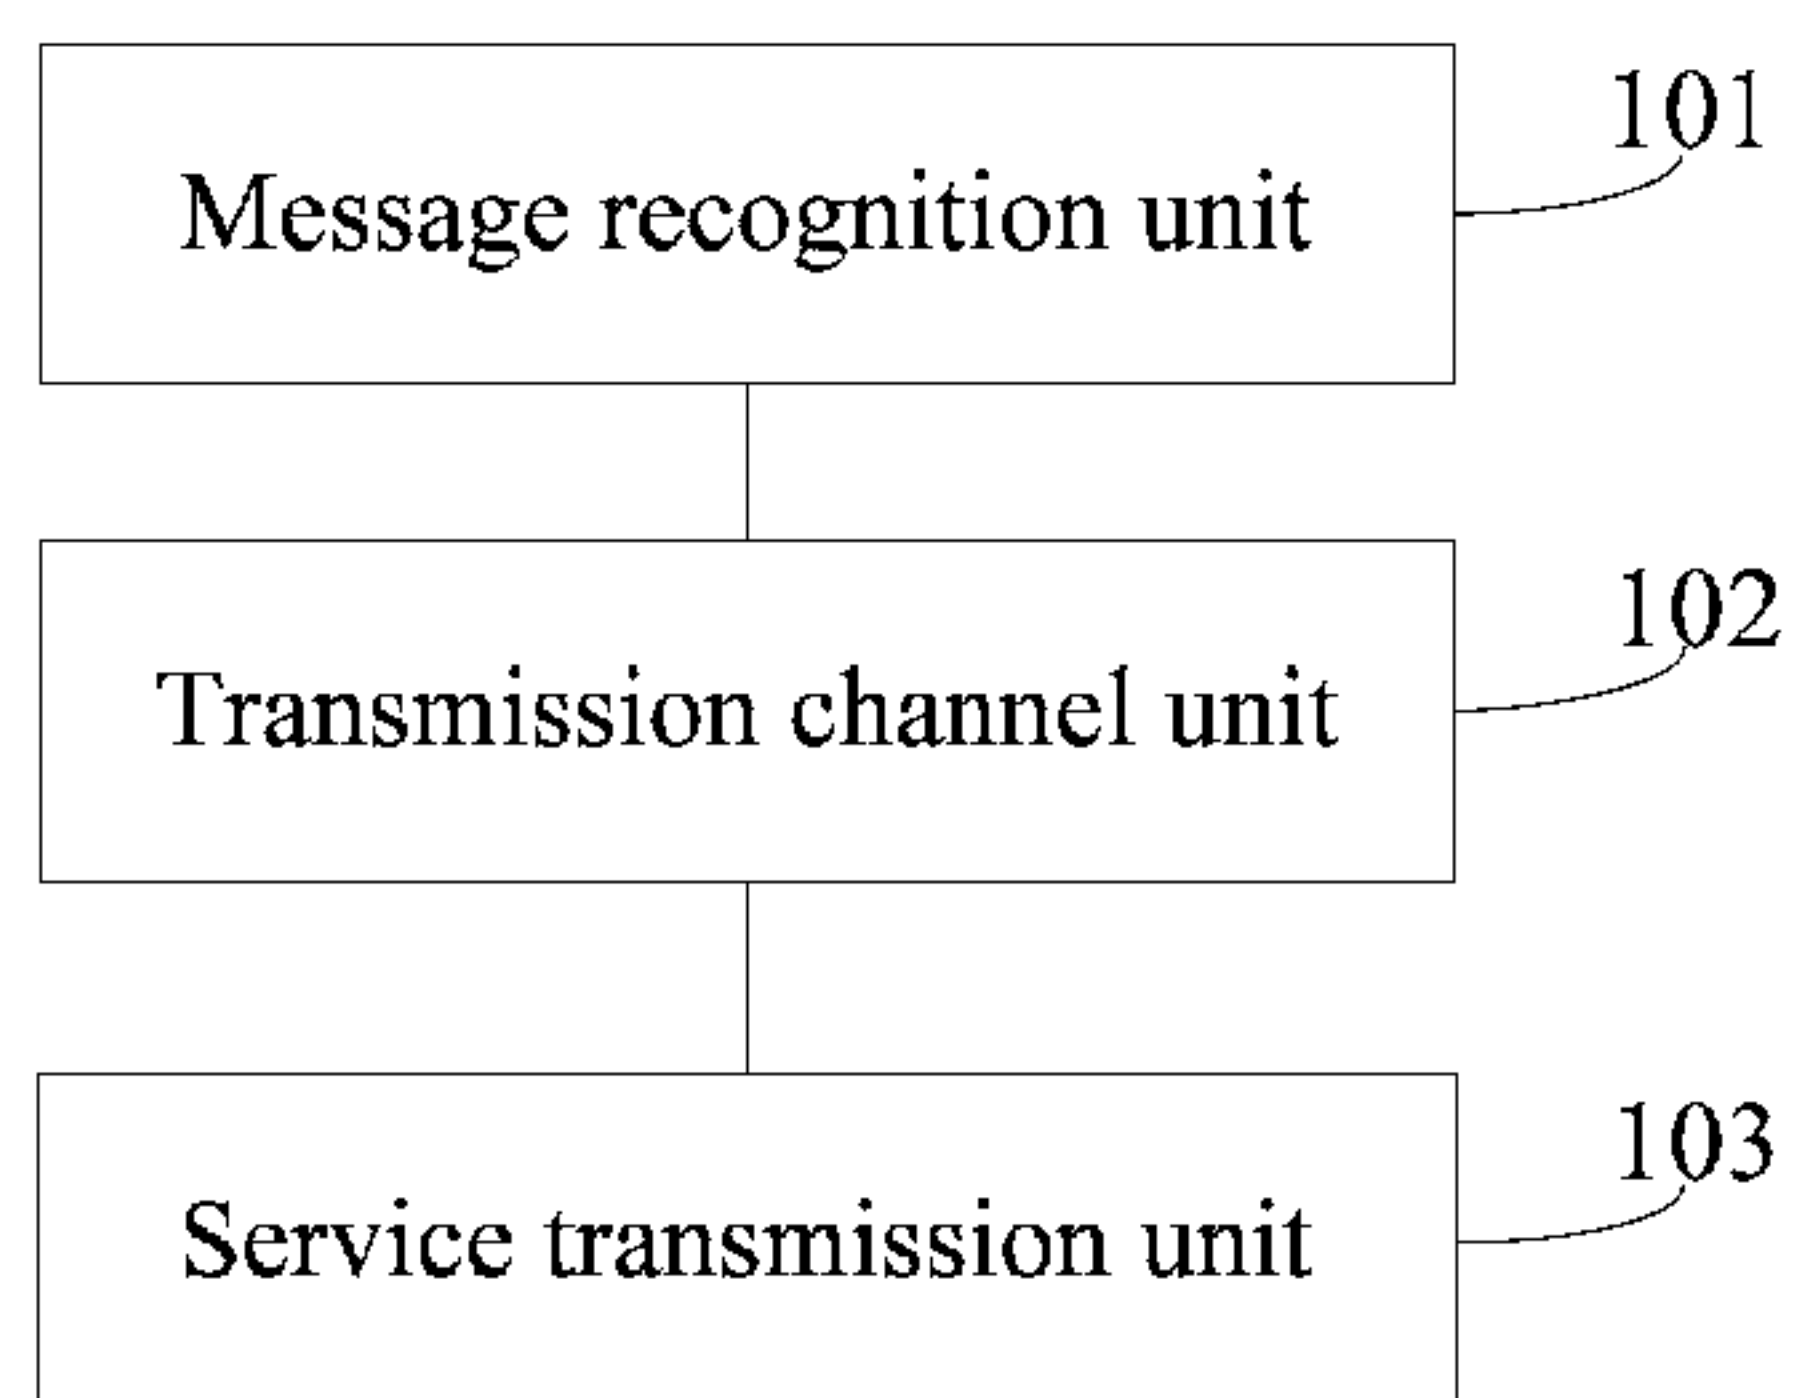 101
Message recognition unit
102
Transmission channel unit
103
Service transmission unit